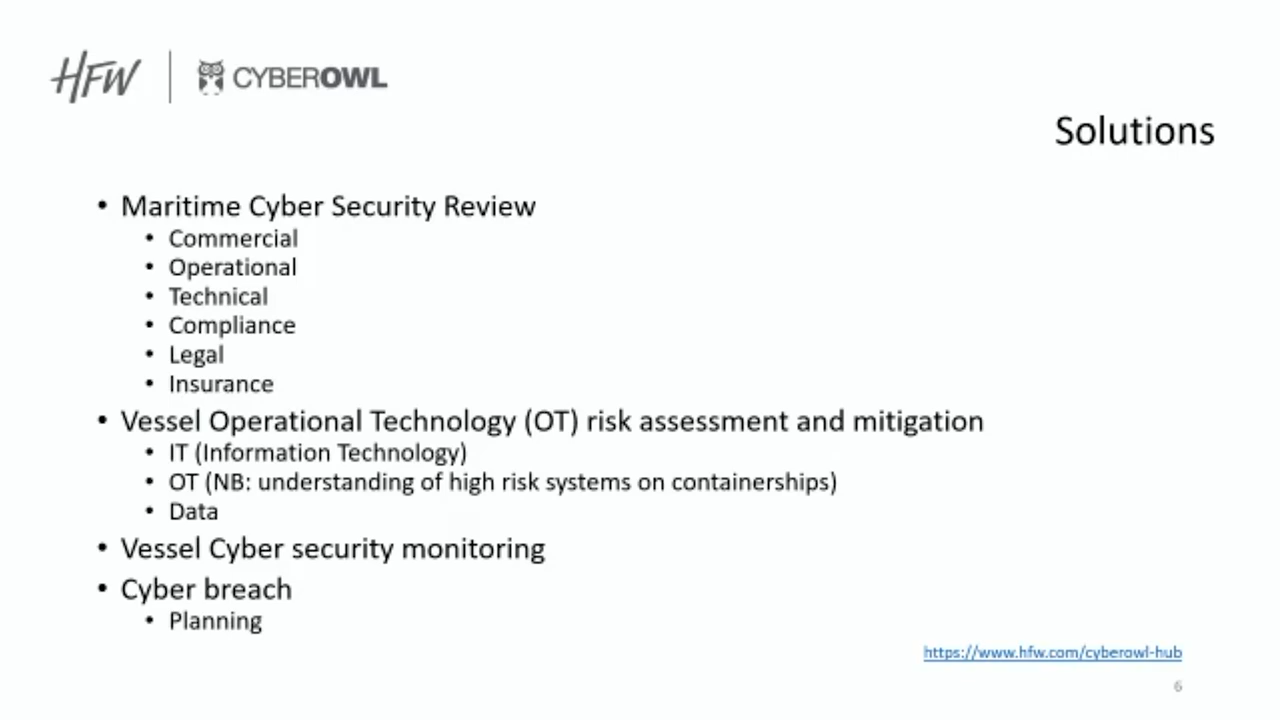 HFW | CYBEROWL
Solutions
• Maritime Cyber Security Review
• Commercial
• Operational
• Technical
• Compliance
• Legal
• Insurance
• Vessel Operational Technology (OT) risk assessment and mitigation
• IT (Information Technology)
• OT (NB: understanding of high risk systems on containerships)
• Data
• Vessel Cyber security monitoring
• Cyber breach
• Planning
https://www.hfw.com/cyberowl-hub
6